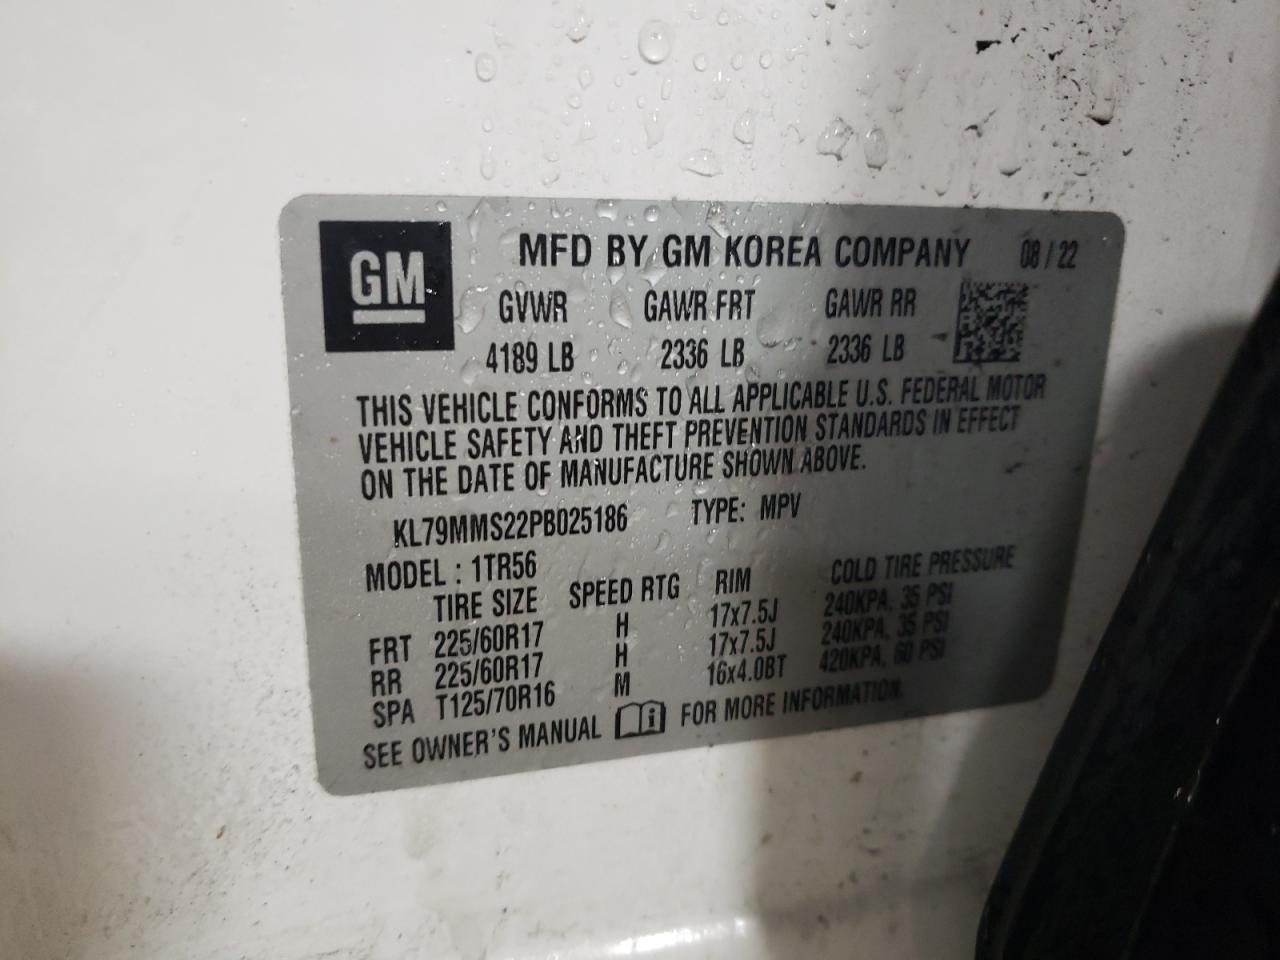 GM
MFD BY GM KOREA COMPANY 08 / 22
GVWR GAWR FRT GAWR RR
4189 LB 2336 LB 2336 LB
THIS VEHICLE CONFORMS TO ALL APPLICABLE U.S. FEDERAL MOTOR
VEHICLE SAFETY AND THEFT PREVENTION STANDARDS IN EFFECT
ON THE DATE OF MANUFACTURE SHOWN ABOVE.
KL79MMS22PB025186 TYPE: MPV
MODEL : 1TR56
TIRE SIZE SPEED RTG RIM COLD TIRE PRESSURE
FRT 225/60R17 H 17x7.5J 240KPA, 35 PSI
RR 225/60R17 H 17x7.5J 240KPA, 35 PSI
SPA T125/70R16 M 16x4.0BT 420KPA, 60 PSI
SEE OWNER'S MANUAL i FOR MORE INFORMATION.